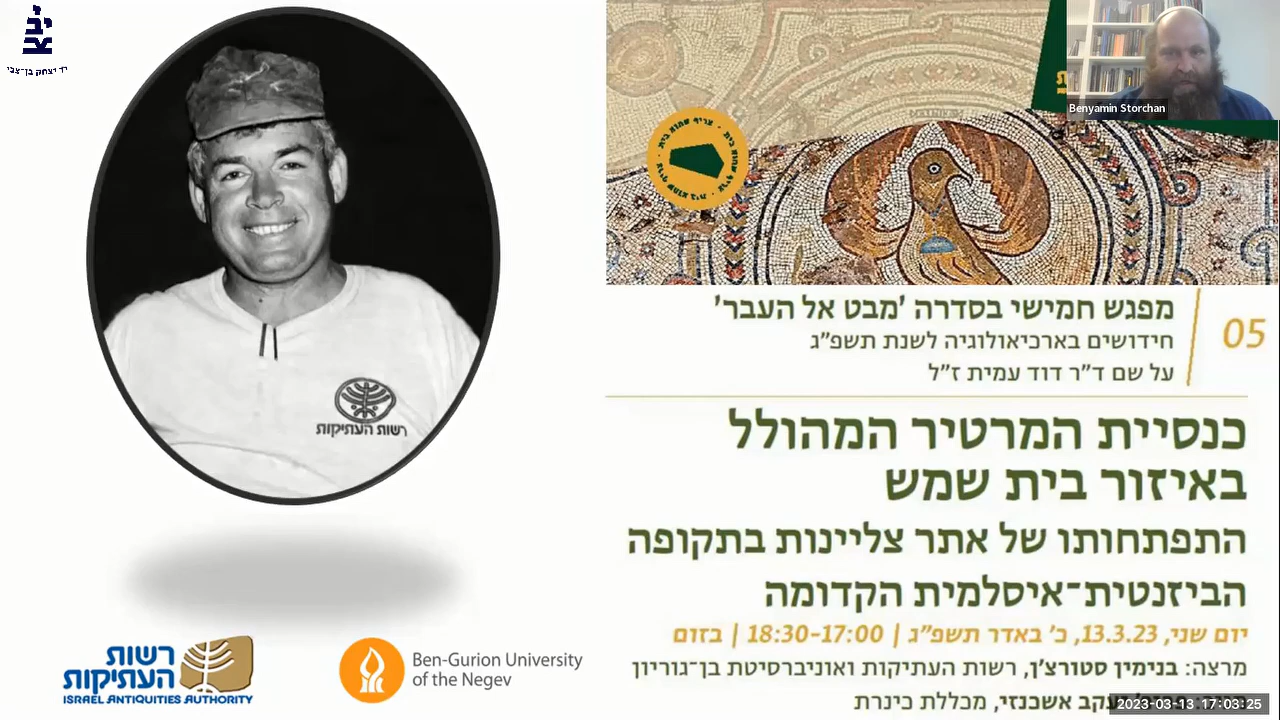 יד יצחק בן־צבי
רשות העתיקות
רשות
העתיקות
ISRAEL ANTIQUITIES AUTHORITY
Ben-Gurion University
of the Negev
Benyamin Storchan
05
מפגש חמישי בסדרה 'מבט אל העבר'
חידושים בארכיאולוגיה לשנת תשפ"ג
על שם ד"ר דוד עמית ז"ל
כנסיית המרטיר המהולל
באיזור בית שמש
התפתחותו של אתר צליינות בתקופה
הביזנטית־איסלמית הקדומה
יום שני, 13.3.23, כ' באדר תשפ"ג | 17:00-18:30 | בזום
מרצה: בנימין סטורצ'ן, רשות העתיקות ואוניברסיטת בן־גוריון
יעקב אשכנזי, מכללת כינרת
2023-03-13 17:03:25